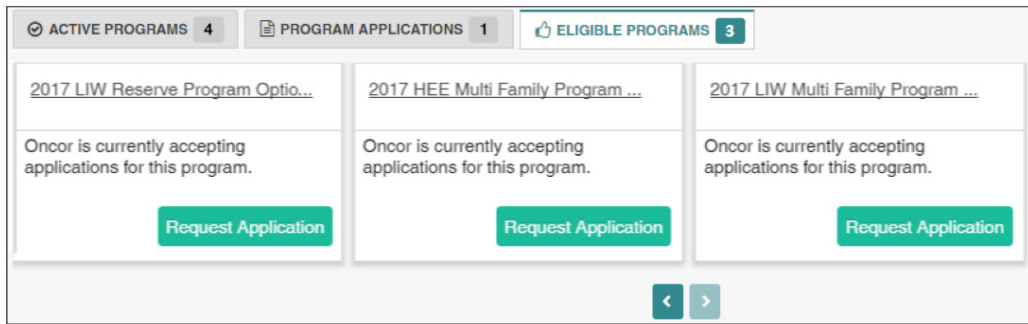 ACTIVE PROGRAMS 4 PROGRAM APPLICATIONS 1 ELIGIBLE PROGRAMS 3
2017 LIW Reserve Program Optio... 2017 HEE Multi Family Program ... 2017 LIW Multi Family Program ...
Oncor is currently accepting
applications for this program.
Request Application
Oncor is currently accepting
applications for this program.
Request Application
Oncor is currently accepting
applications for this program.
Request Application